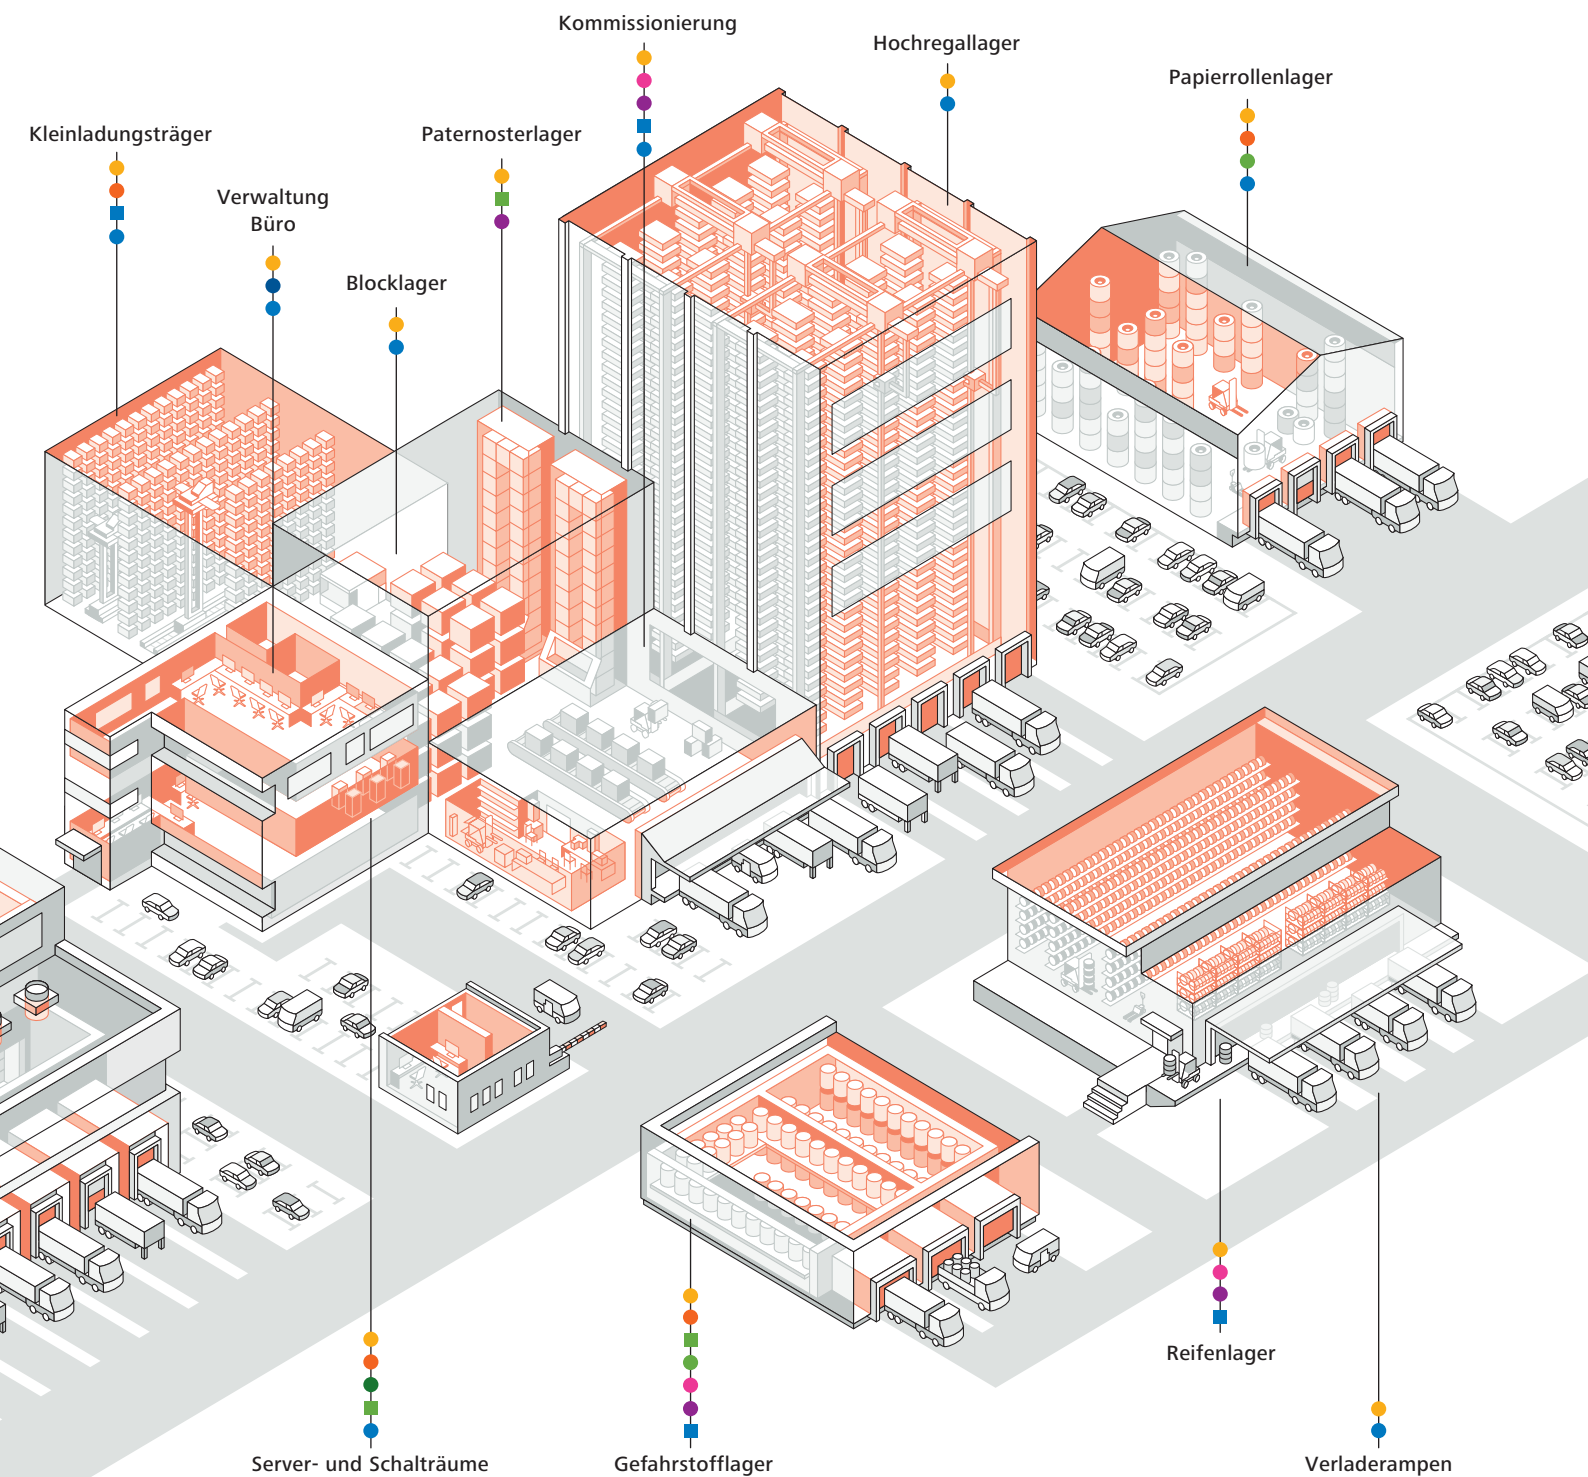 Kommissionierung
Hochregallager
Papierrollenlager
Kleinladungsträger
Paternosterlager
Verwaltung
Büro
Blocklager
Reifenlager
Server- und Schalträume
Gefahrstofflager
Verladerampen